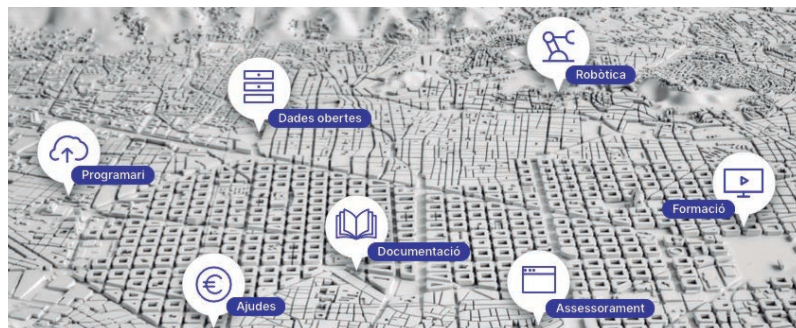 Robòtica
Dades obertes
Programari
Formació
Documentació
Ajudes
Assessorament